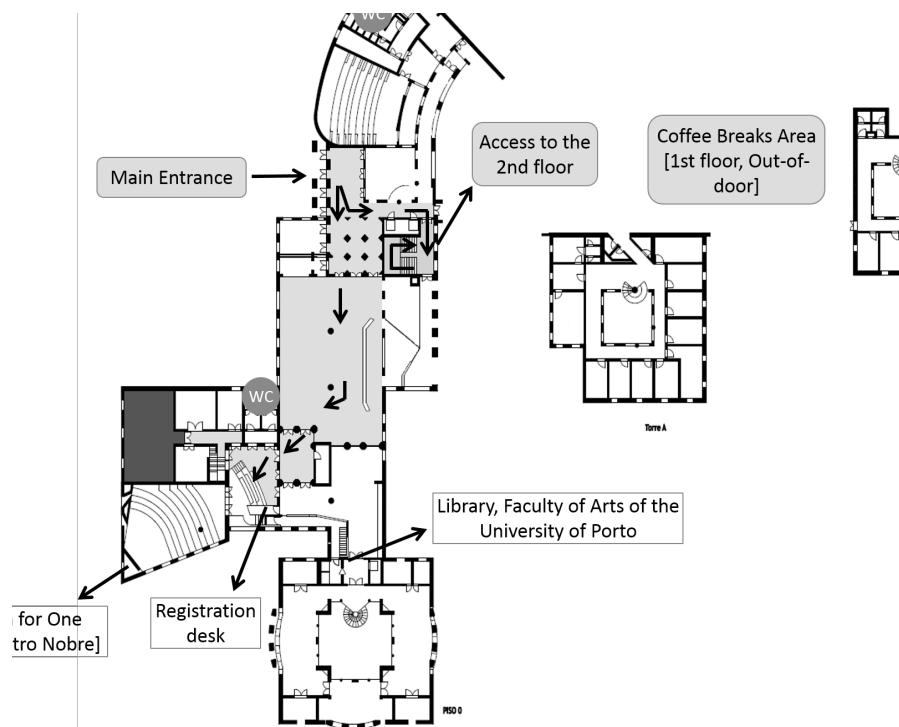 WC
Main Entrance
Access to the
2nd floor
Coffee Breaks Area
[1st floor, Out-of-
door]
WC
Torre A
Library, Faculty of Arts of the
University of Porto
Registration
desk
for One
tro Nobre]
PISO 0